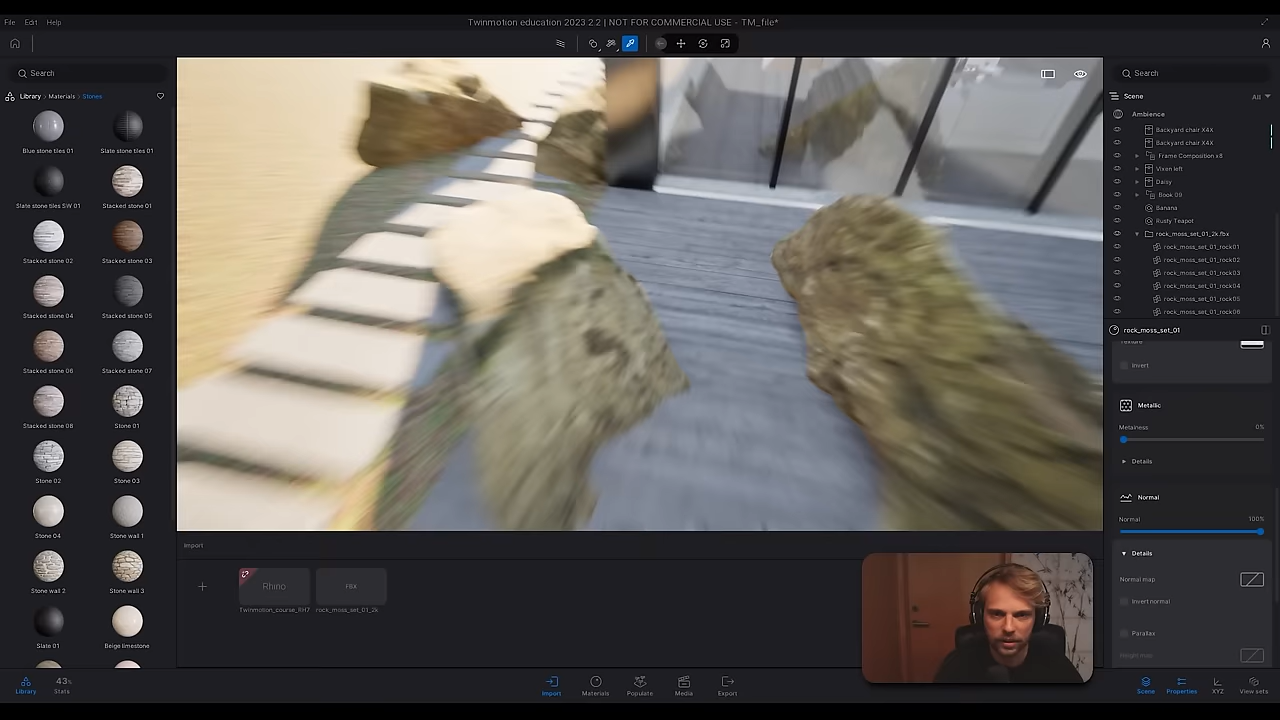 File Edit Help
Twinmotion education 2023 2.2 | NOT FOR COMMERCIAL USE - TM_file*
Search
Library > Materials > Stones
Blue stone tiles 01
Slate stone tiles 01
Slate stone tiles SW 01
Stacked stone 01
Stacked stone 02
Stacked stone 03
Stacked stone 04
Stacked stone 05
Stacked stone 06
Stacked stone 07
Stacked stone 08
Stone 01
Stone 02
Stone 03
Stone 04
Stone wall 1
Stone wall 2
Stone wall 3
Slate 01
Beige limestone
Import
Rhino
Twinmotion_course_RH7
FBX
rock_moss_set_01_2k
Search
Scene
All
Ambience
Backyard chair X4X
Backyard chair X4X
Frame Composition x8
Vixen left
Daisy
Book 09
Banana
Rusty Teapot
rock_moss_set_01_2k.fbx
rock_moss_set_01_rock01
rock_moss_set_01_rock02
rock_moss_set_01_rock03
rock_moss_set_01_rock04
rock_moss_set_01_rock05
rock_moss_set_01_rock06
rock_moss_set_01
Texture
Invert
Metallic
Metalness 0%
Details
Normal
Normal 100%
Details
Normal map
Invert normal
Parallax
Height map
Library
43%
Stats
Import
Materials
Populate
Media
Export
Scene
Properties
XYZ
View sets